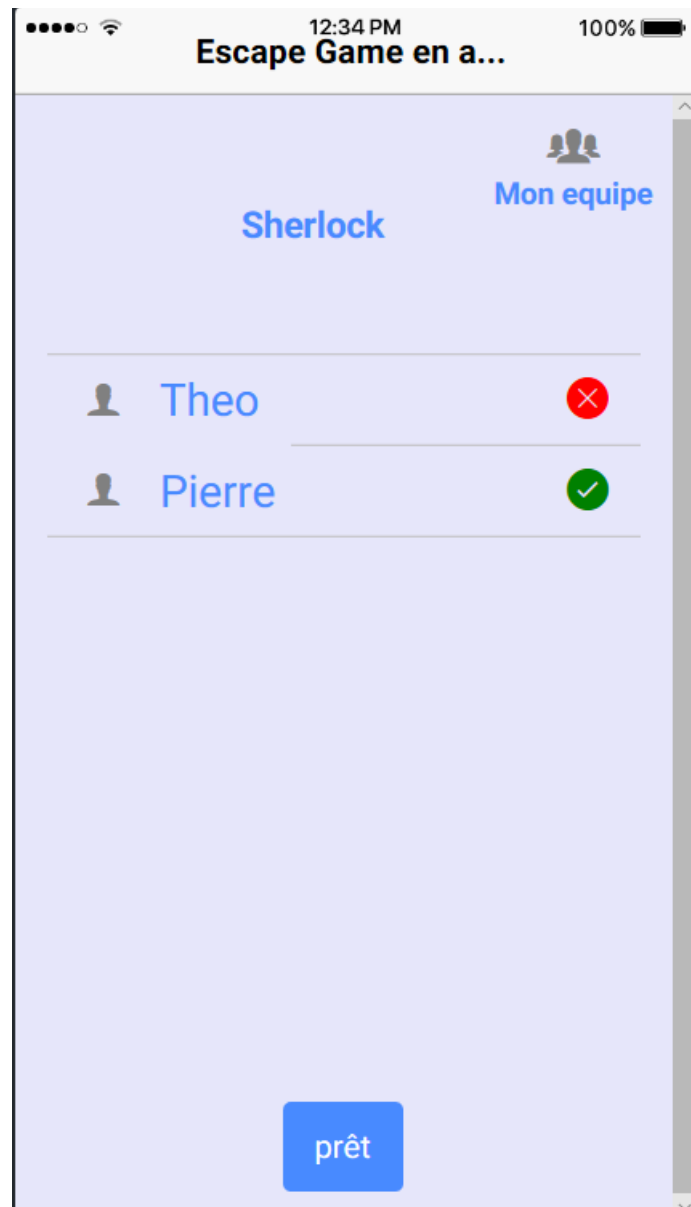 12:34 PM
100%
Escape Game en a...
Mon equipe
Sherlock
Theo
Pierre
prêt